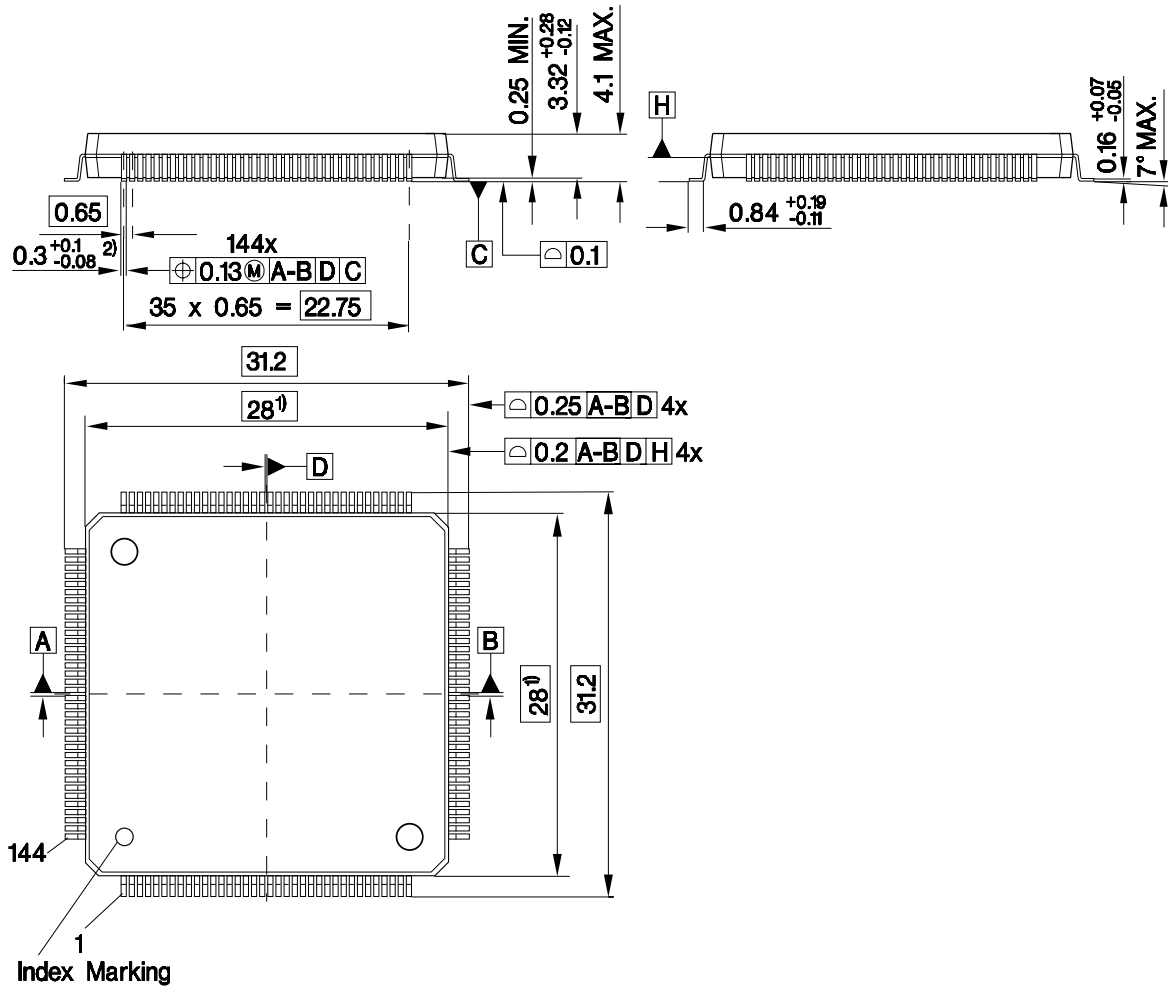 0.25 MIN.
3.32 +0.28 -0.12
4.1 MAX.
H
0.16 +0.07 -0.05
7° MAX.
0.65
0.3 +0.1 -0.08 2)
144x
⌖ 0.13 Ⓜ A-B D C
C
⌓ 0.1
0.84 +0.19 -0.11
35 x 0.65 = 22.75
31.2
28 1)
⌓ 0.25 A-B D 4x
⌓ 0.2 A-B D H 4x
D
A
B
28 1)
31.2
144
1
Index Marking